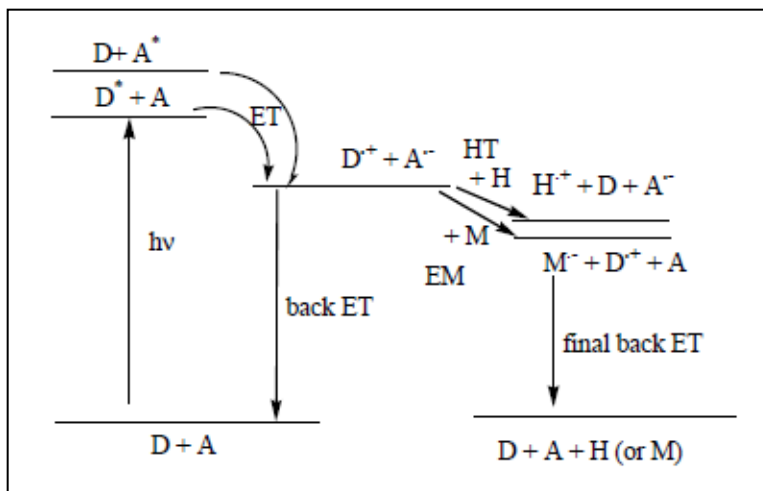 D+ A*
D* + A
ET
D·+ + A·-
HT
+ H
H·+ + D + A·-
+ M
EM
M·- + D·+ + A
hν
back ET
final back ET
D + A
D + A + H (or M)